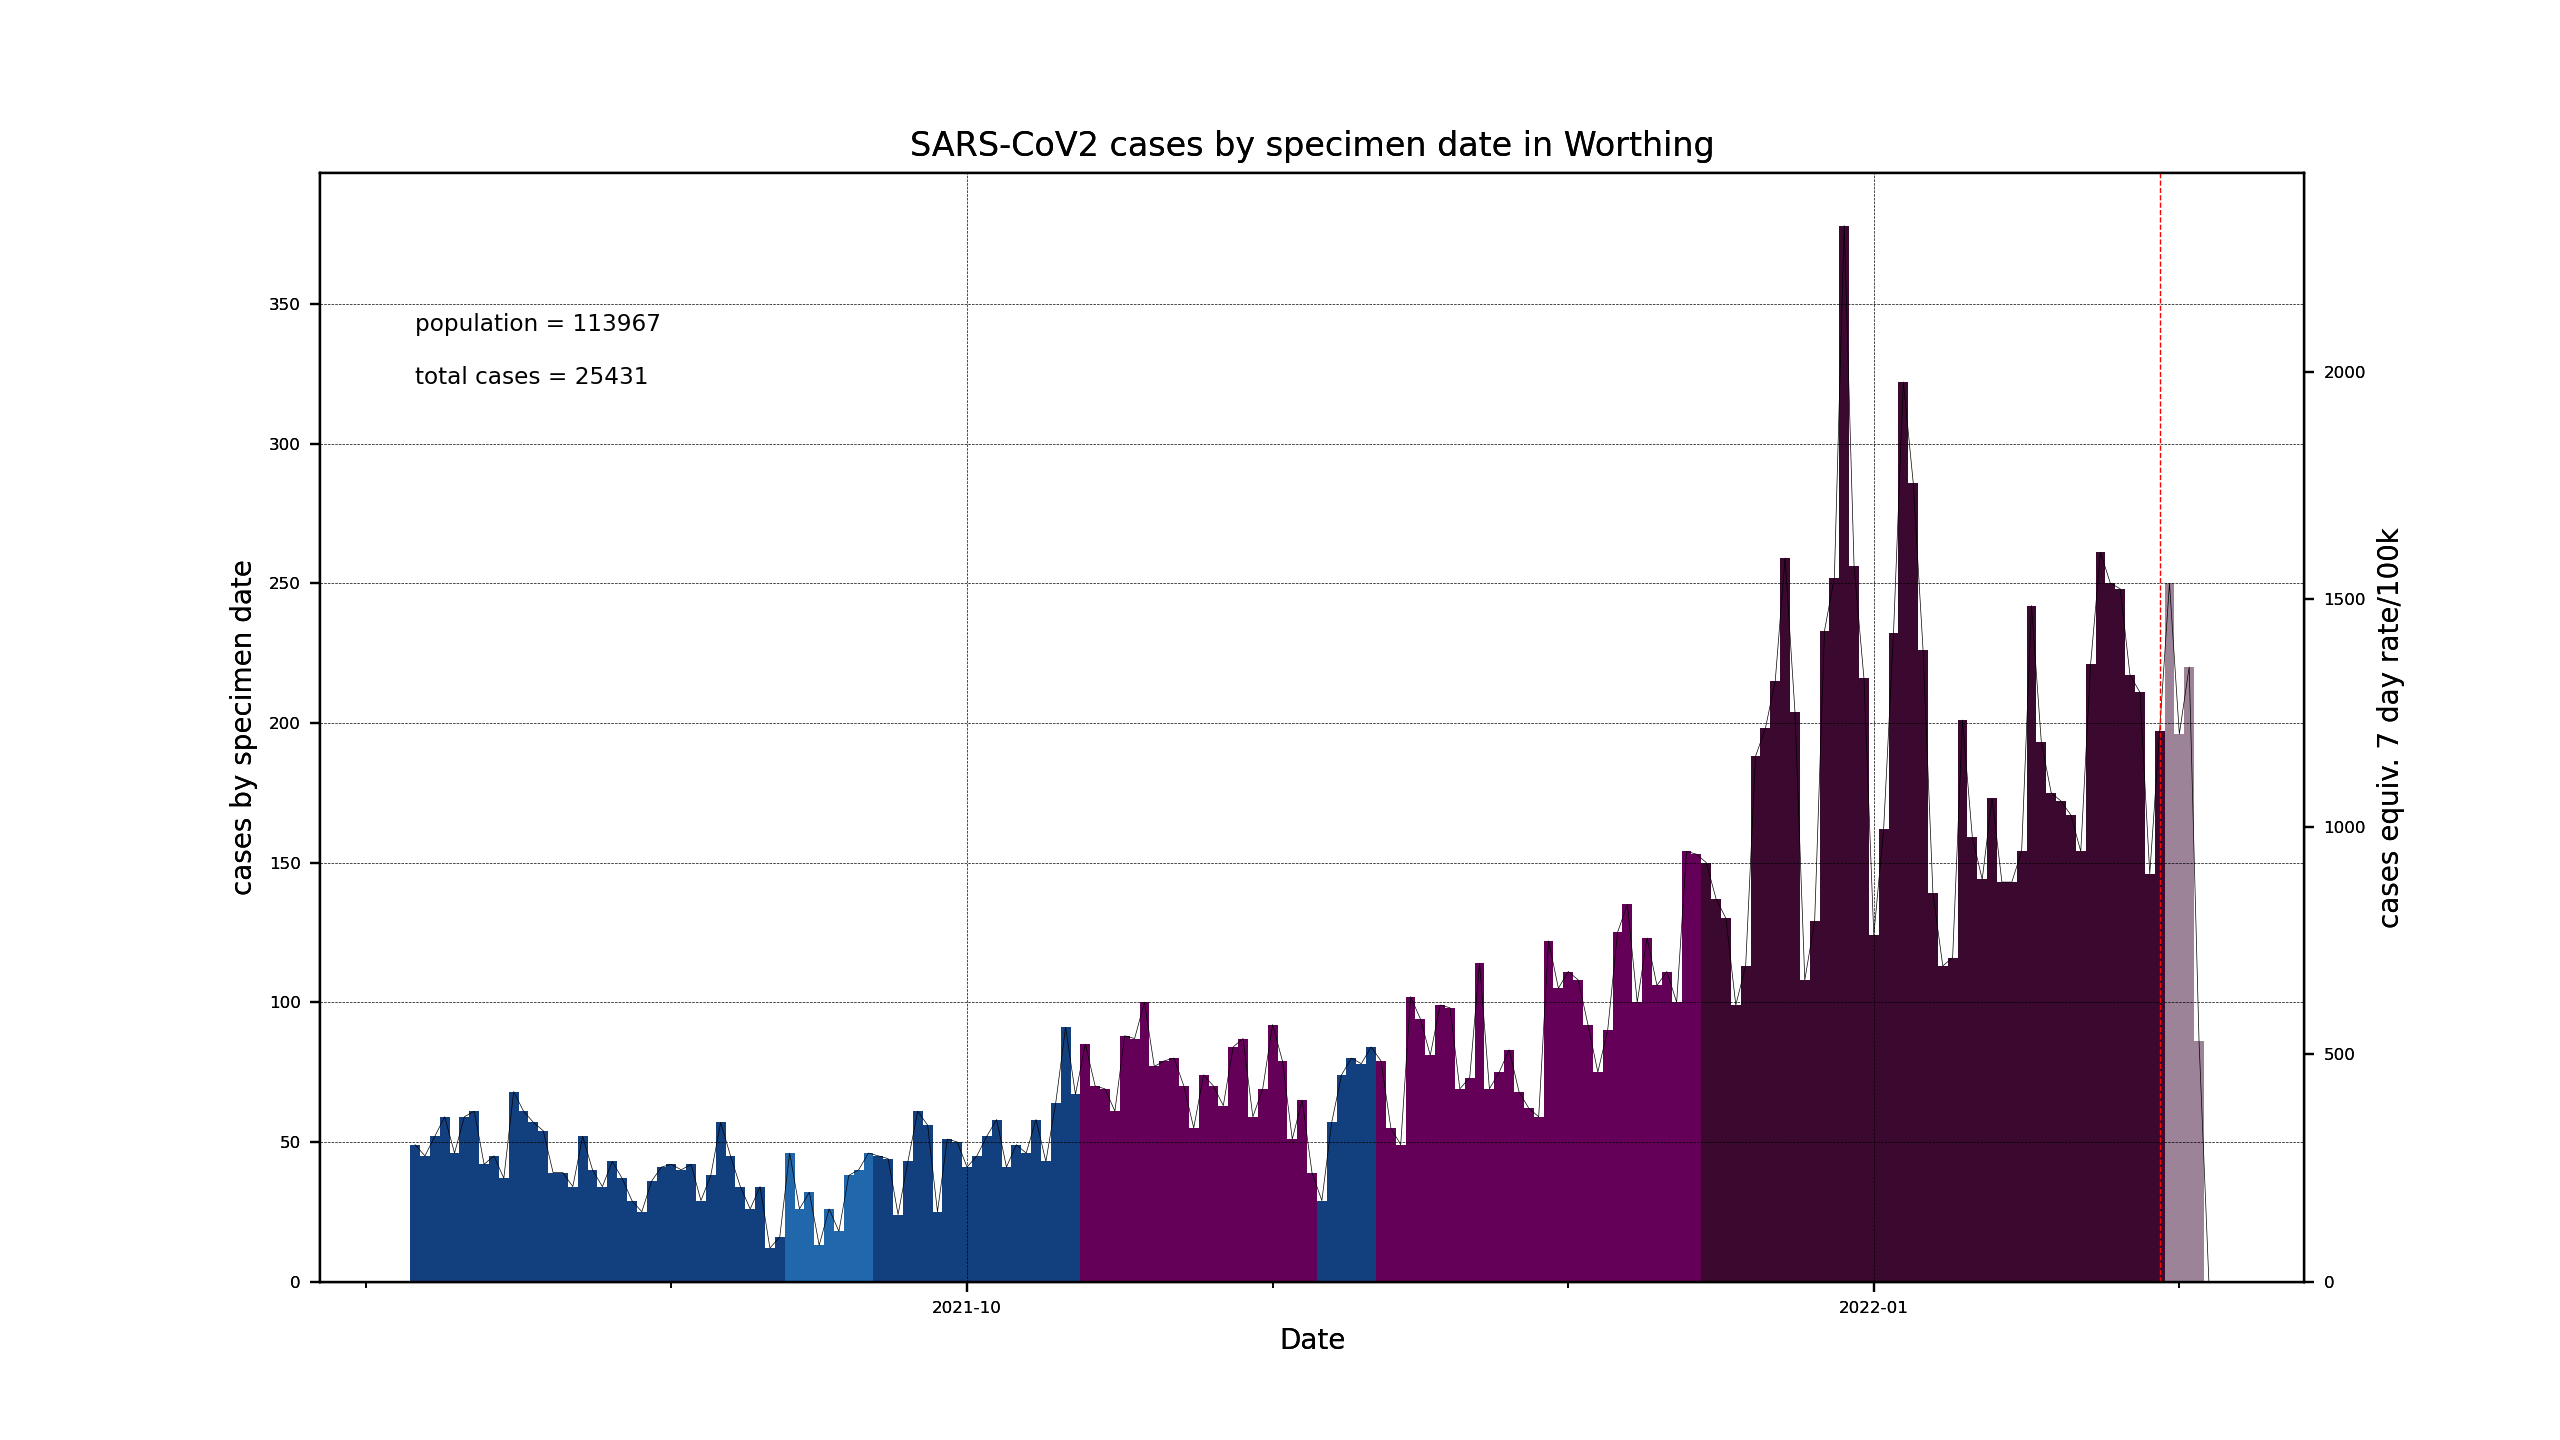 SARS-CoV2 cases by specimen date in Worthing
population = 113967
total cases = 25431
cases by specimen date
350
300
250
200
150
100
50
0
2000
1500
1000
500
0
cases equiv. 7 day rate/100k
2021-10
2022-01
Date